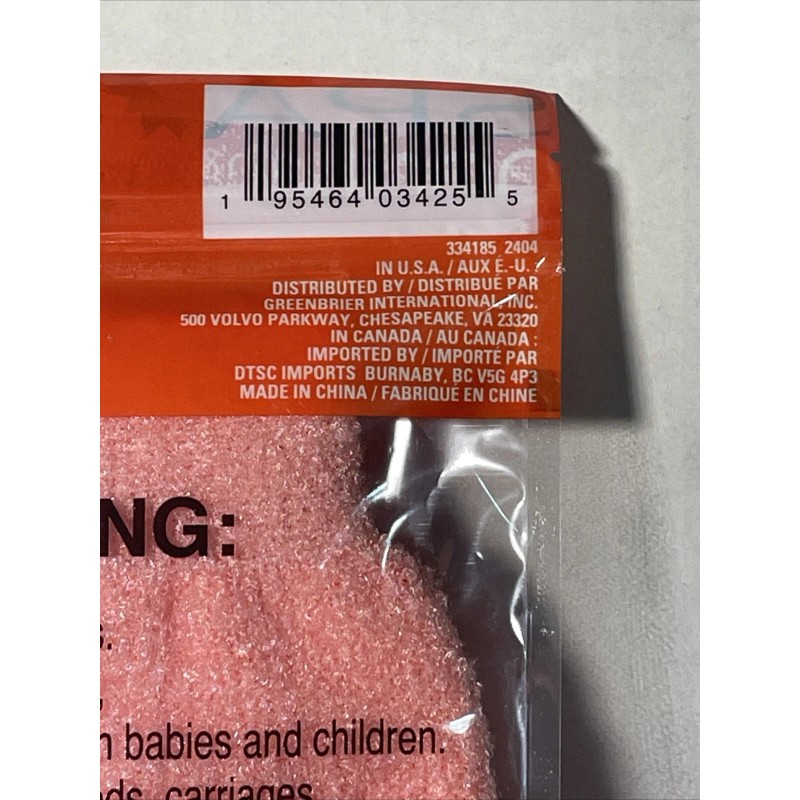 1 95464 03425 5
334185 2404
IN U.S.A. / AUX É.-U. :
DISTRIBUTED BY / DISTRIBUÉ PAR
GREENBRIER INTERNATIONAL, INC.
500 VOLVO PARKWAY, CHESAPEAKE, VA 23320
IN CANADA / AU CANADA :
IMPORTED BY / IMPORTÉ PAR
DTSC IMPORTS BURNABY, BC V5G 4P3
MADE IN CHINA / FABRIQUÉ EN CHINE
NG:
s.
babies and children.
ds, carriages